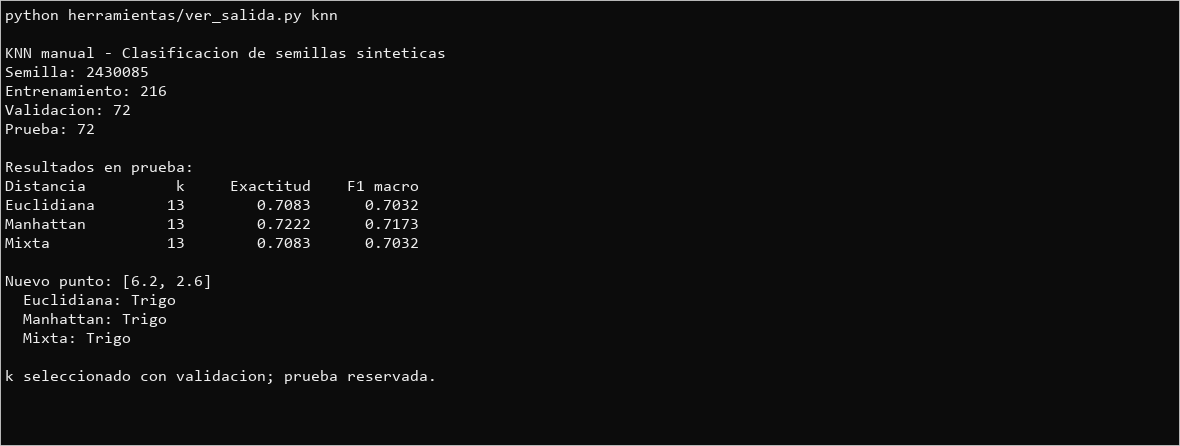 python herramientas/ver_salida.py knn
KNN manual - Clasificacion de semillas sinteticas
Semilla: 2430085
Entrenamiento: 216
Validacion: 72
Prueba: 72
Resultados en prueba:
Distancia          k     Exactitud    F1 macro
Euclidiana        13        0.7083      0.7032
Manhattan         13        0.7222      0.7173
Mixta             13        0.7083      0.7032
Nuevo punto: [6.2, 2.6]
  Euclidiana: Trigo
  Manhattan: Trigo
  Mixta: Trigo
k seleccionado con validacion; prueba reservada.